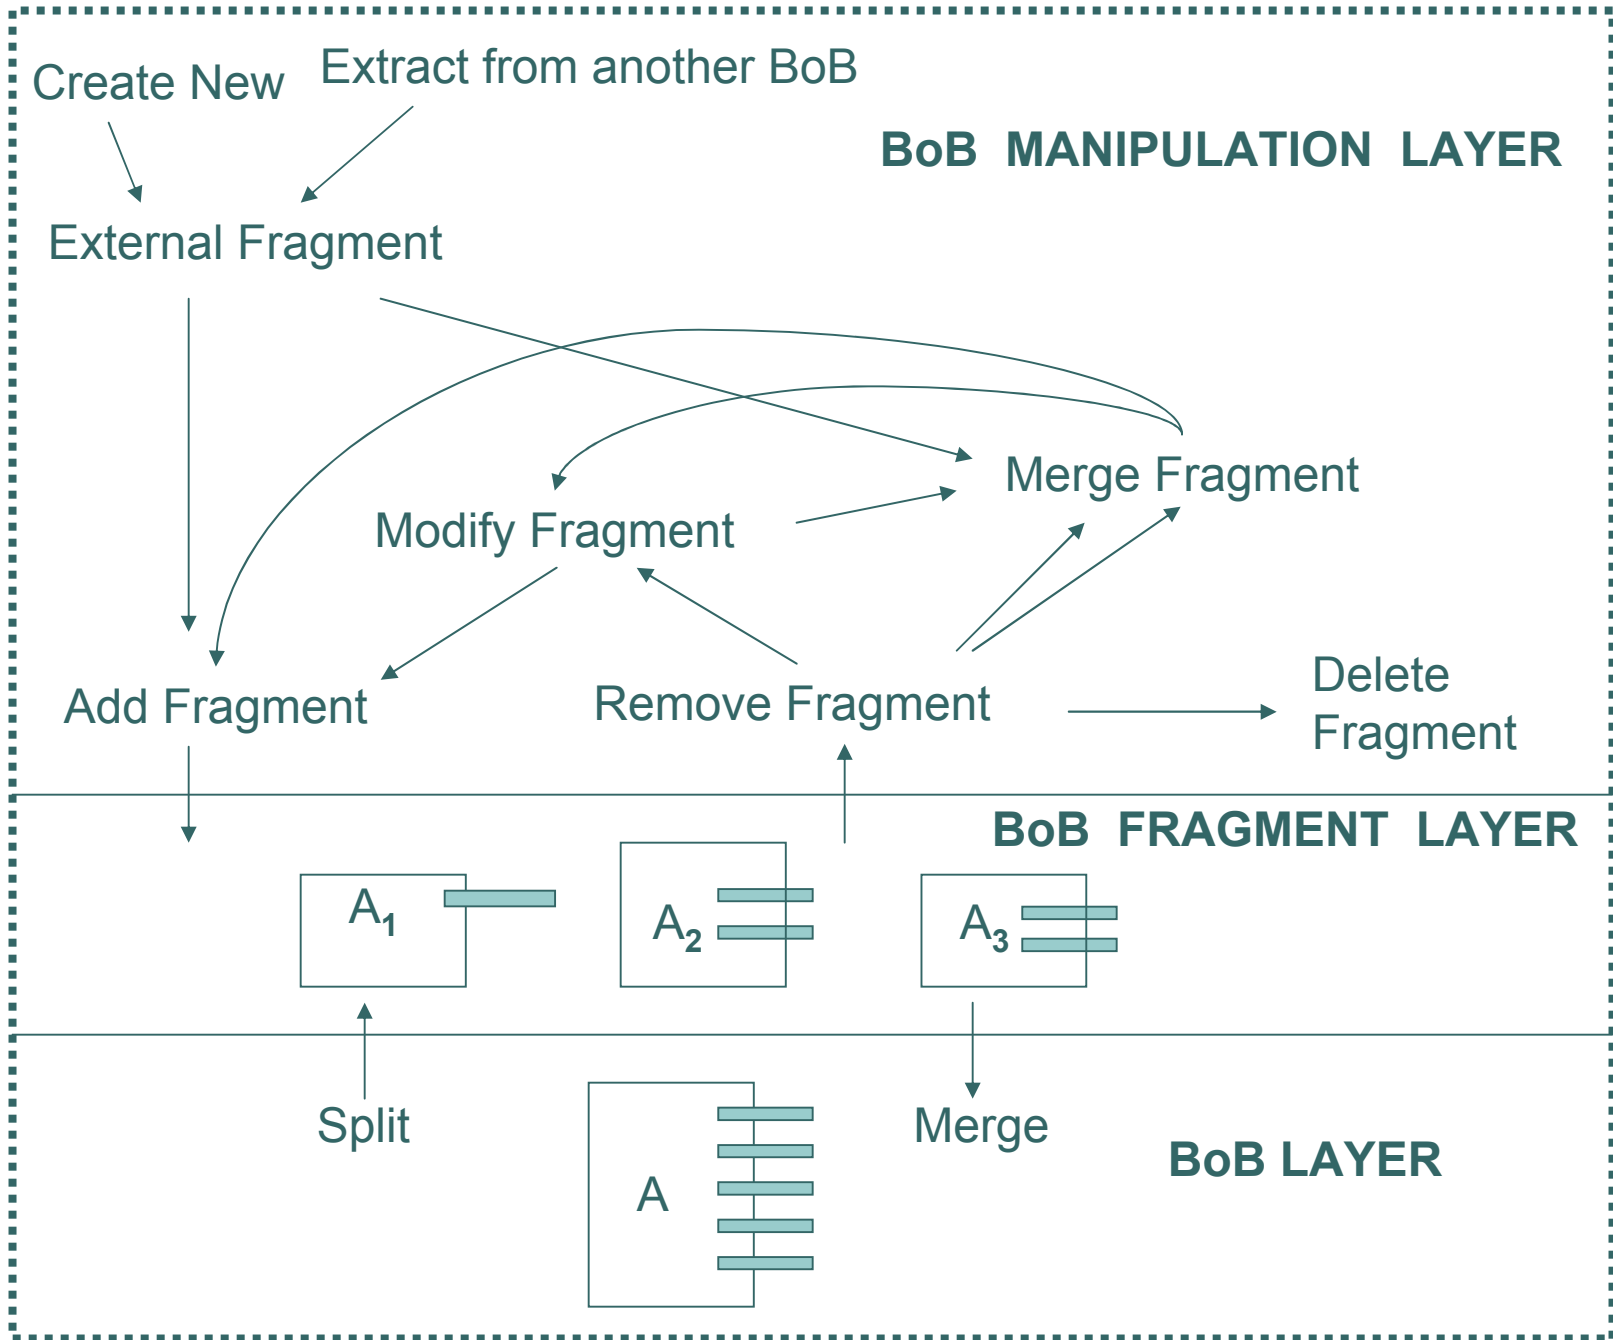 Create New
Extract from another BoB
BoB MANIPULATION LAYER
External Fragment
Merge Fragment
Modify Fragment
Add Fragment
Remove Fragment
Delete
Fragment
BoB FRAGMENT LAYER
A1
A2
A3
Split
Merge
A
BoB LAYER